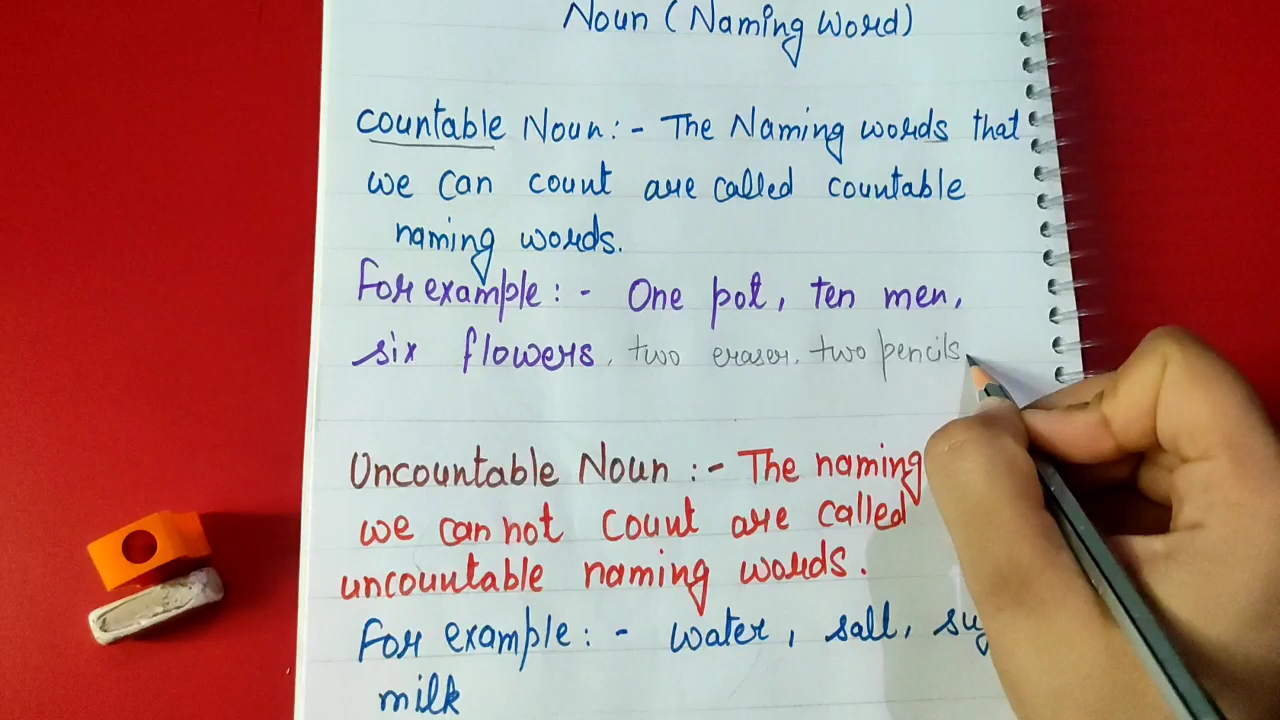 Noun (Naming Word)
countable Noun :- The Naming words that
we can count are called countable
naming words.
For example :- One pot, ten men,
six flowers, two eraser, two pencils
Uncountable Noun :- The naming
we can not count are called
uncountable naming words.
For example :- water, salt,
milk